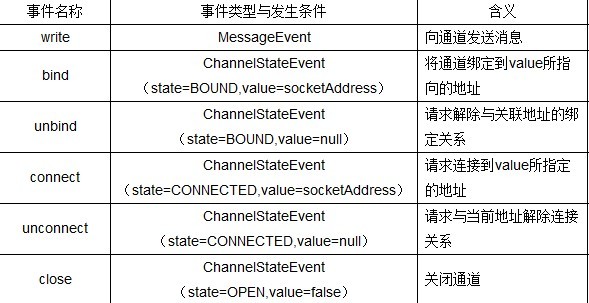 事件名称 事件类型与发生条件 含义
write MessageEvent 向通道发送消息
bind ChannelStateEvent
（state=BOUND,value=socketAddress） 将通道绑定到value所指
向的地址
unbind ChannelStateEvent
（state=BOUND,value=null） 请求解除与关联地址的绑
定关系
connect ChannelStateEvent
（state=CONNECTED,value=socketAddress） 请求连接到value所指定
的地址
unconnect ChannelStateEvent
（state=CONNECTED,value=null） 请求与当前地址解除连接
关系
close ChannelStateEvent
（state=OPEN,value=false） 关闭通道